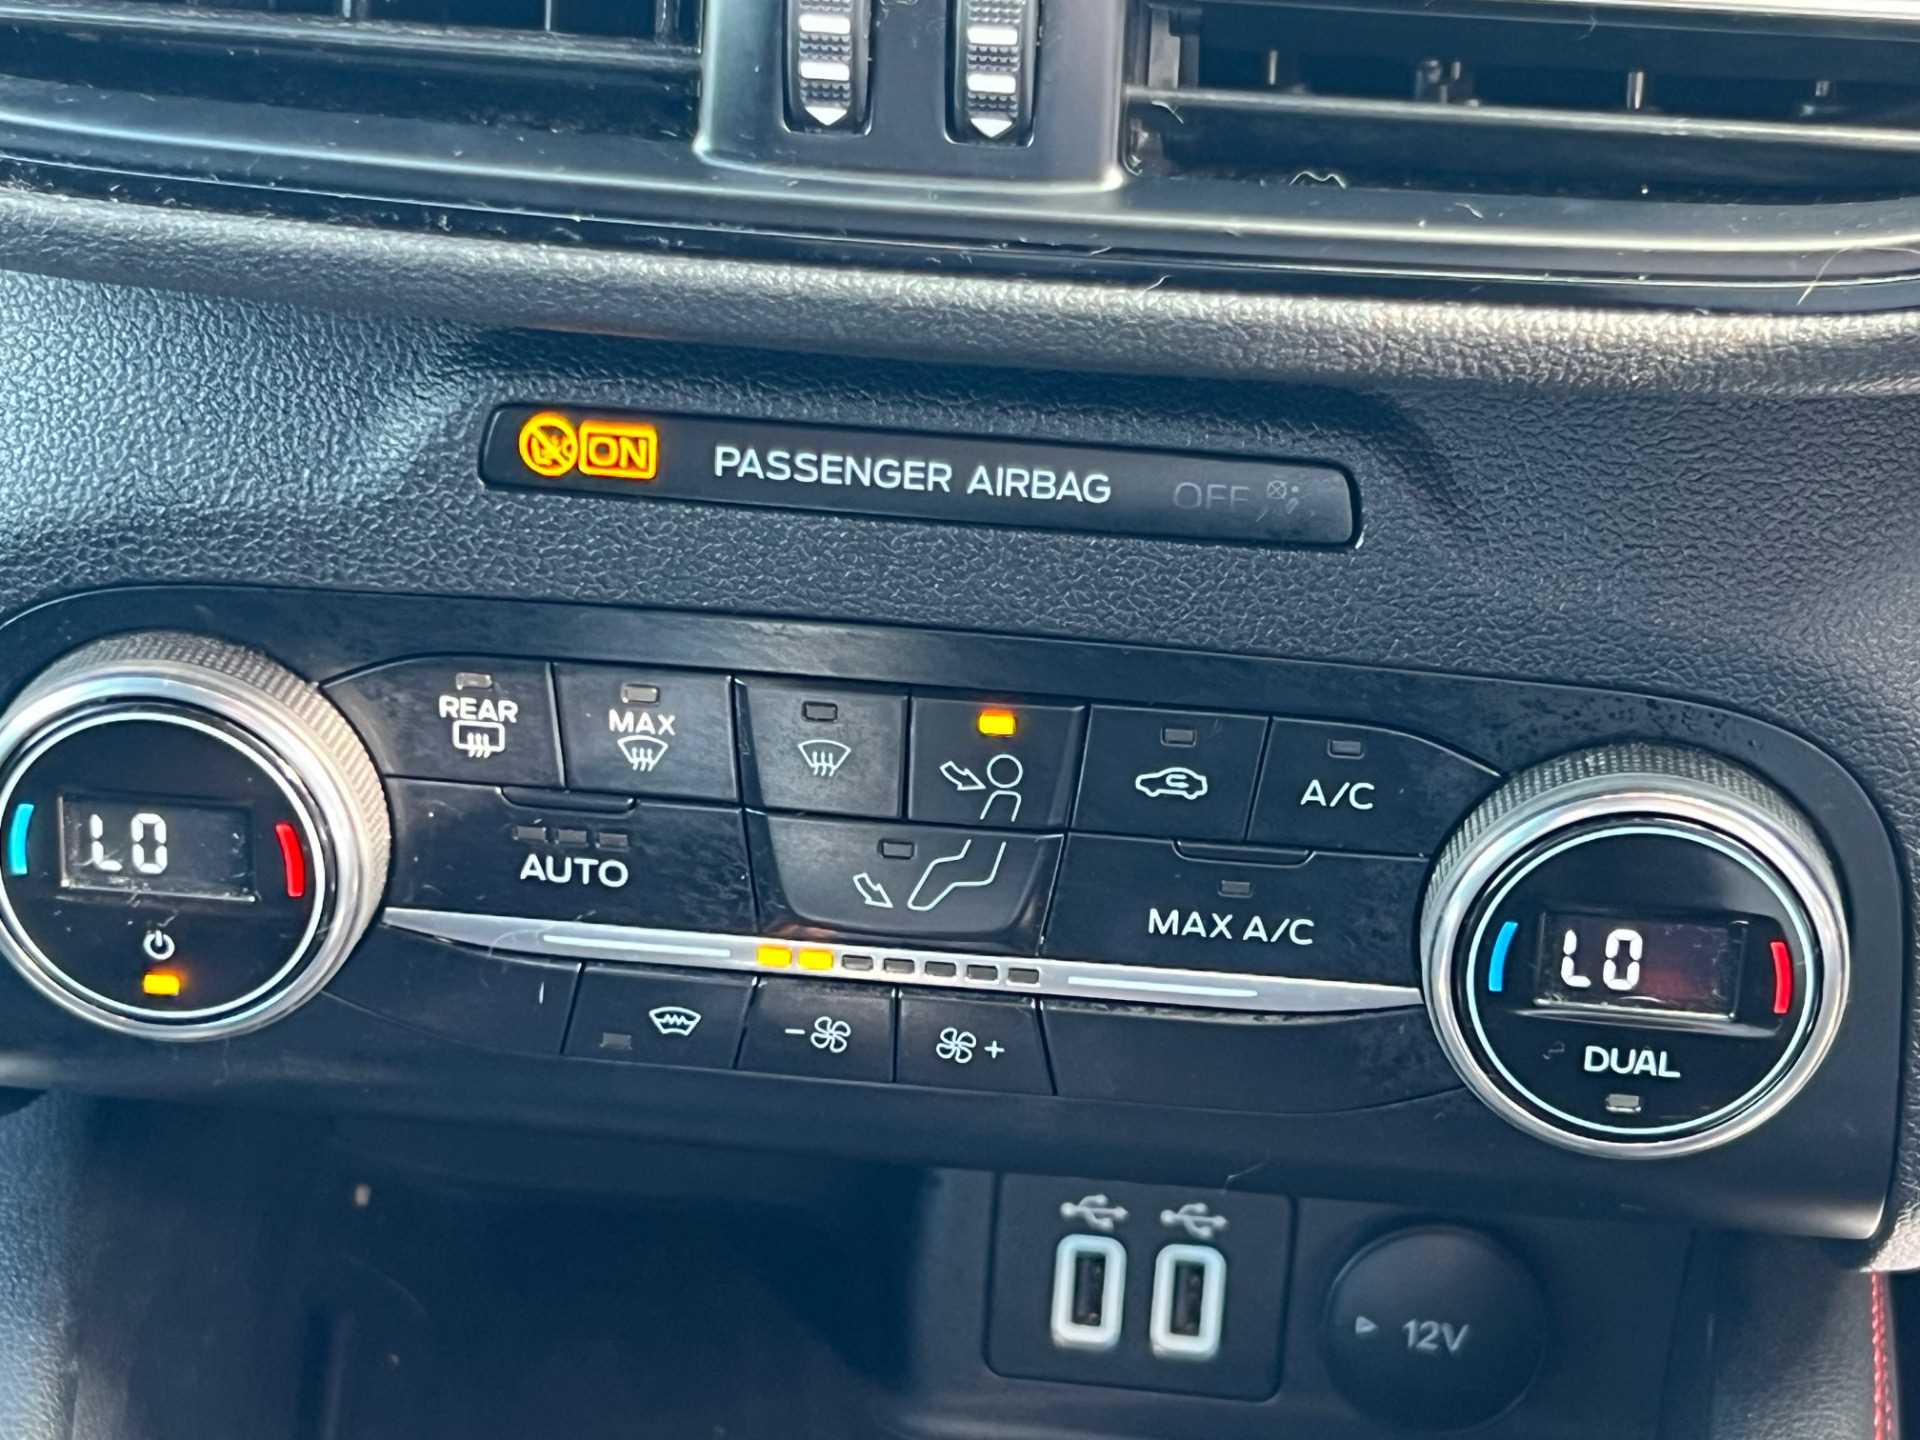 ON PASSENGER AIRBAG OFF
REAR
MAX
A/C
LO
AUTO
MAX A/C
LO
DUAL
12V